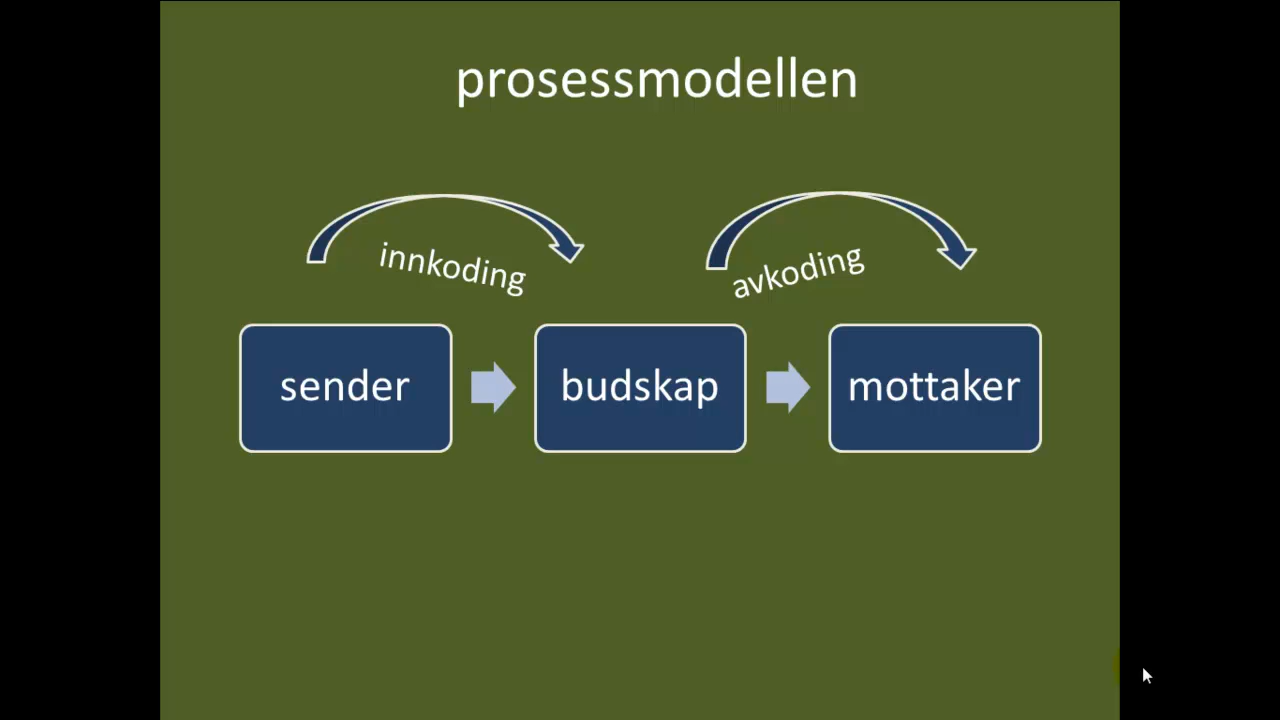 prosessmodellen
innkoding
avkoding
sender
budskap
mottaker